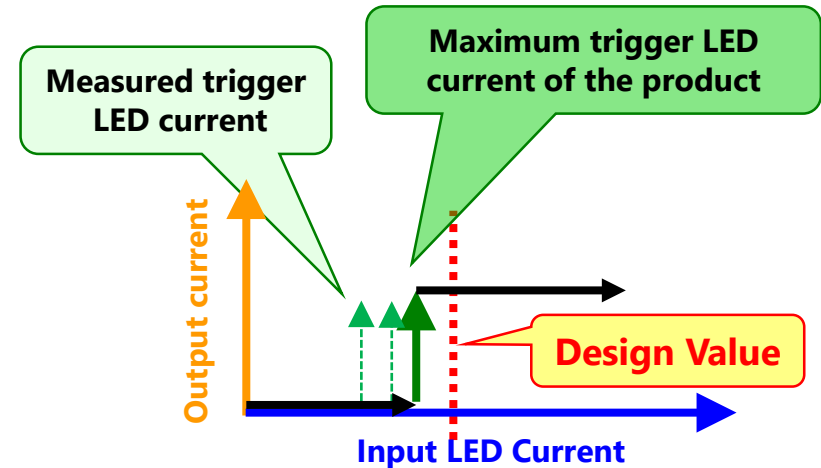 Measured trigger
LED current
Maximum trigger LED
current of the product
Output current
Design Value
Input LED Current